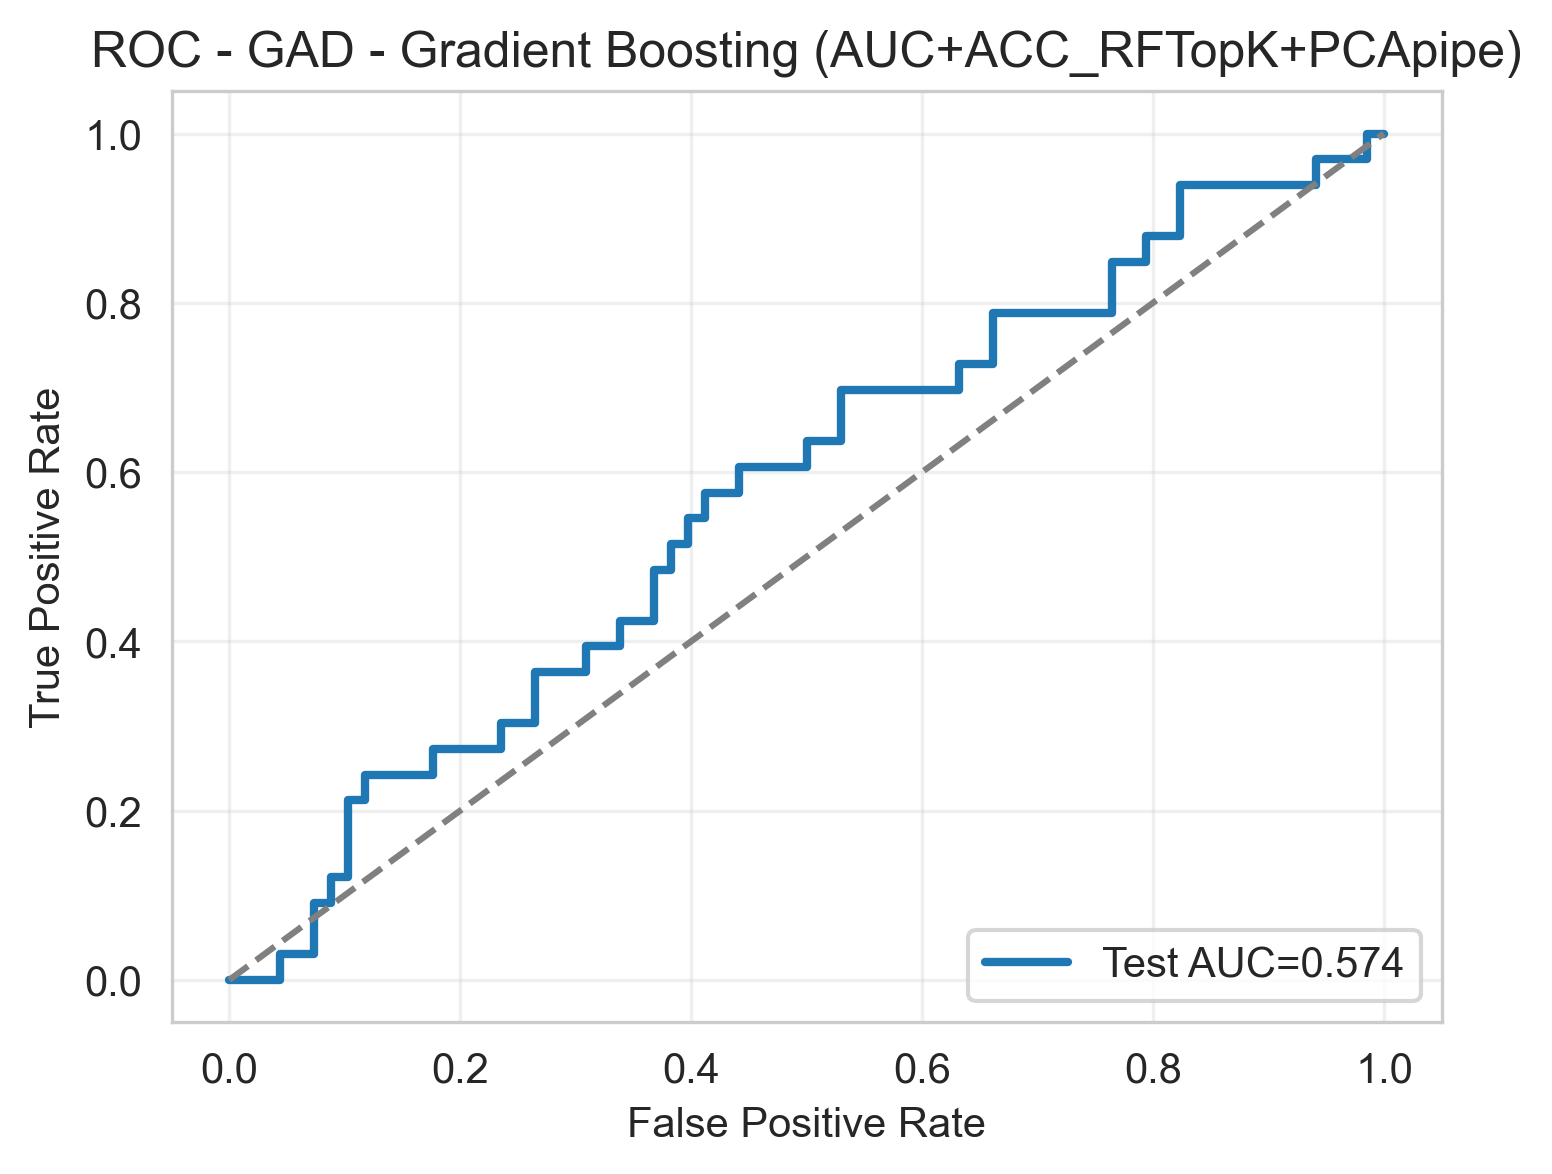 ROC - GAD - Gradient Boosting (AUC+ACC_RFTopK+PCApipe)
True Positive Rate
1.0
0.8
0.6
0.4
0.2
0.0
Test AUC=0.574
0.0 0.2 0.4 0.6 0.8 1.0
False Positive Rate